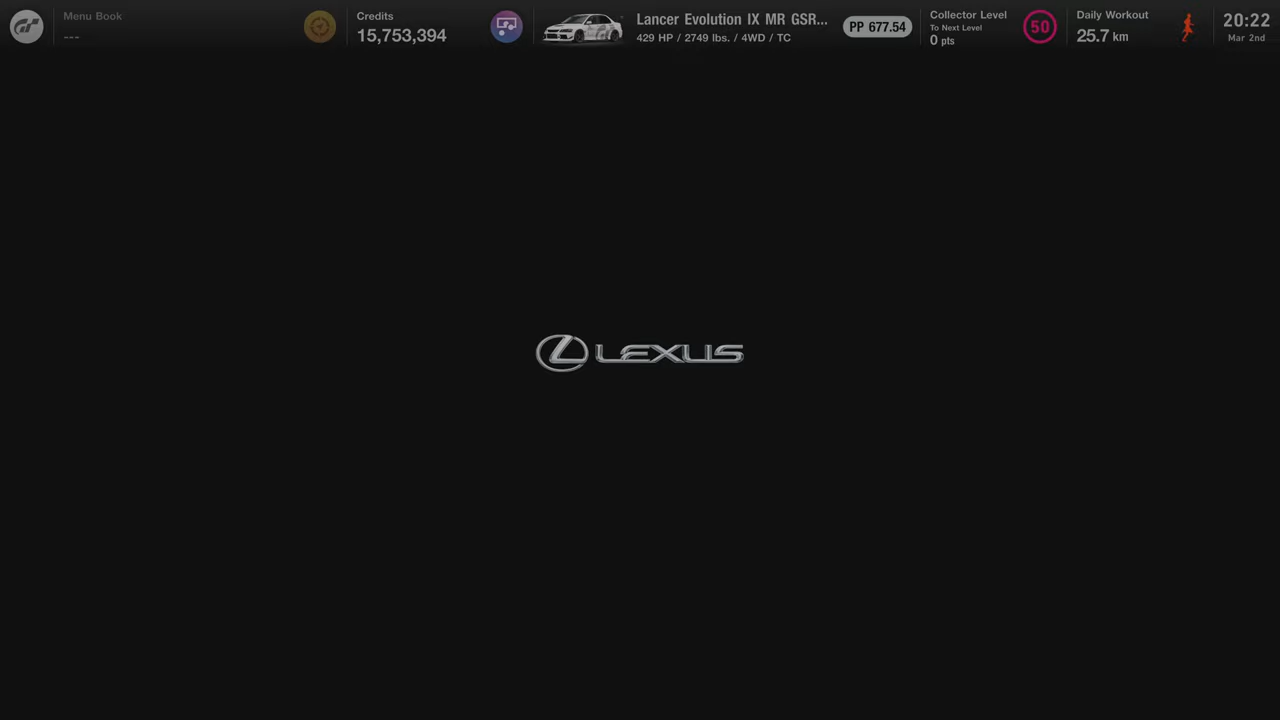 Menu Book
---
Credits
15,753,394
Lancer Evolution IX MR GSR...
429 HP / 2749 lbs. / 4WD / TC
PP 677.54
Collector Level
To Next Level
0 pts
50
Daily Workout
25.7 km
20:22
Mar 2nd
LEXUS